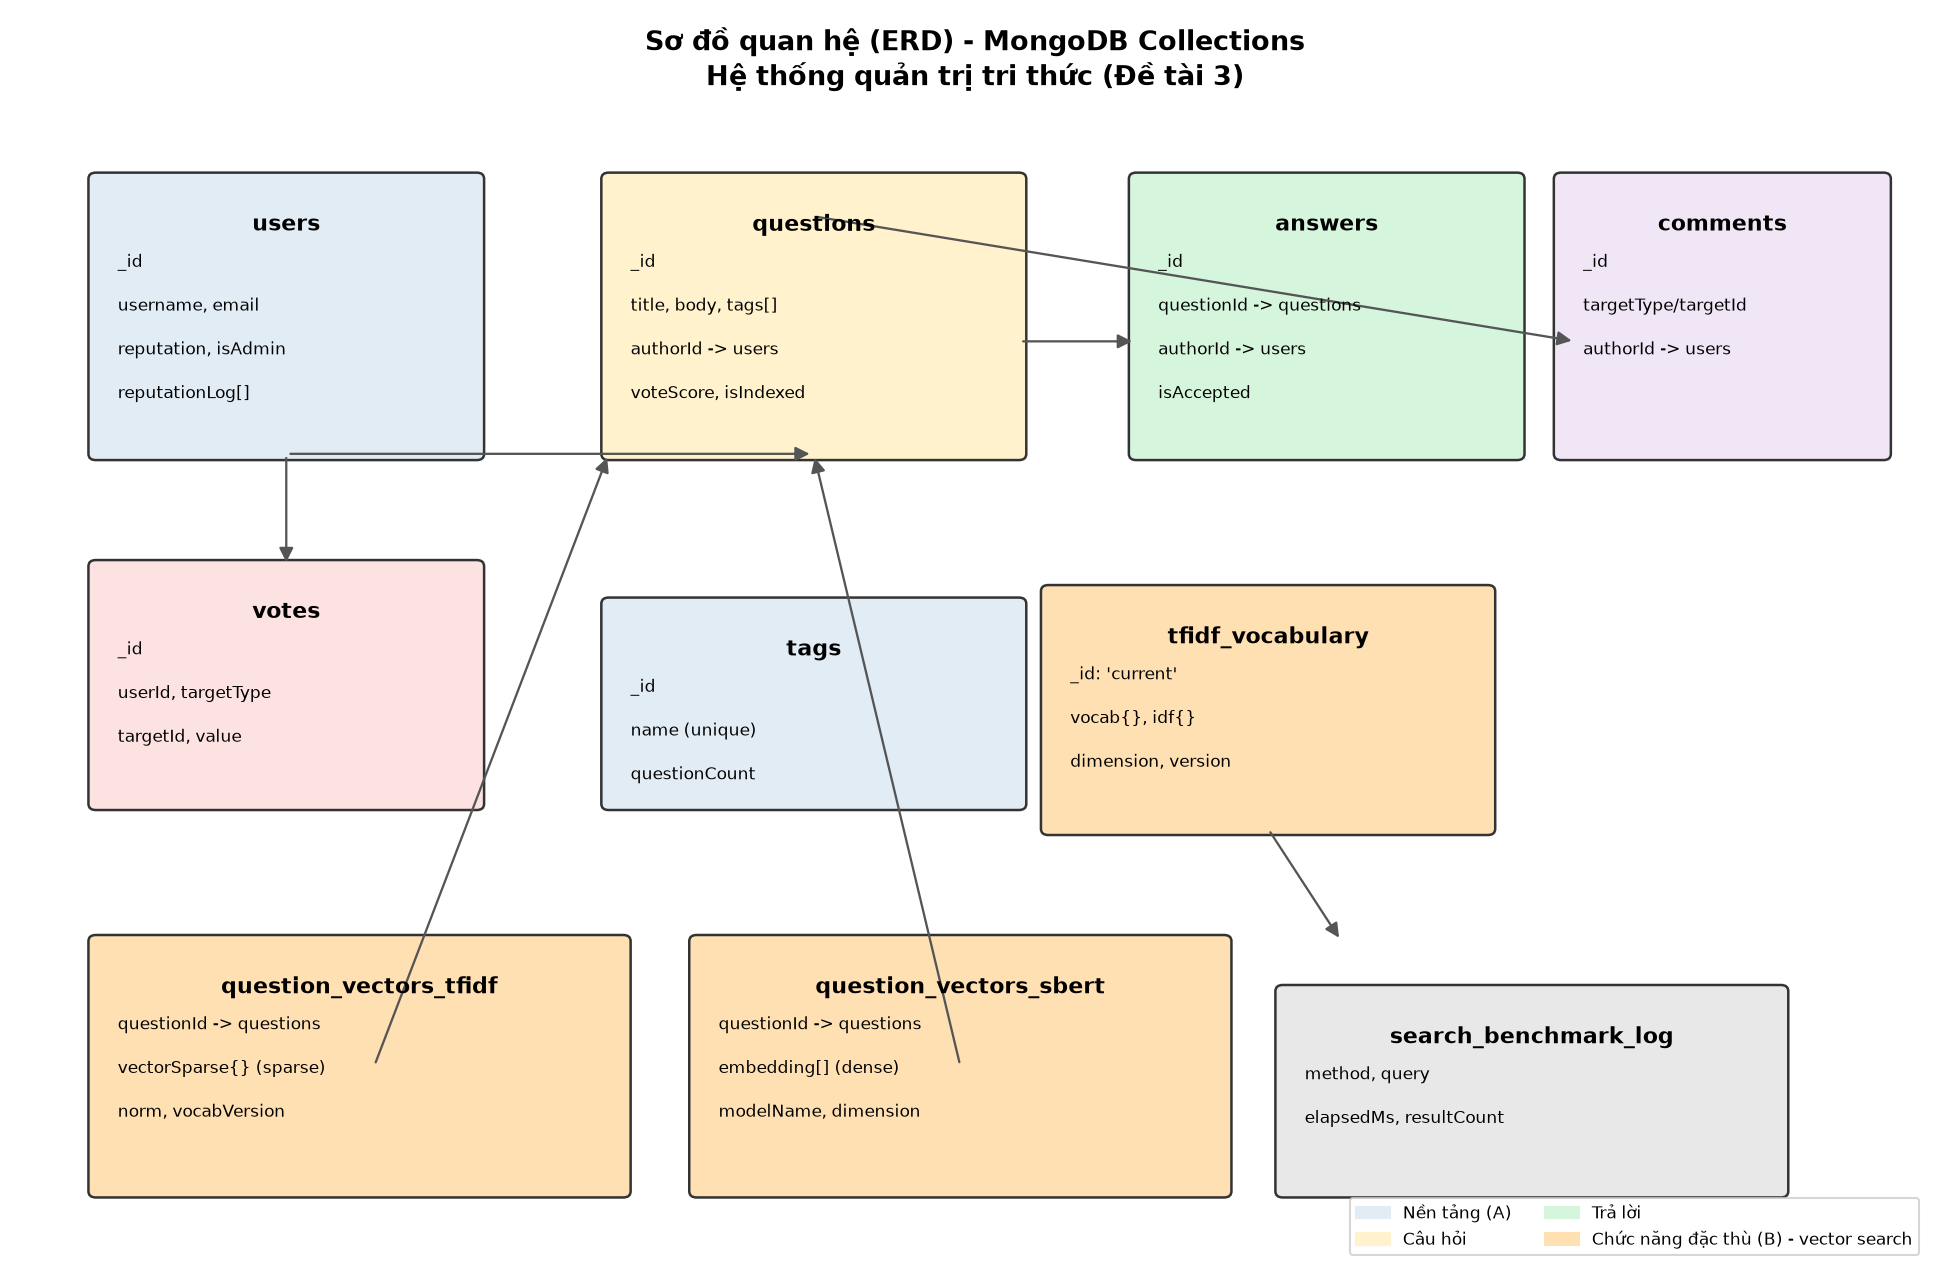 Sơ đồ quan hệ (ERD) - MongoDB Collections
Hệ thống quản trị tri thức (Đề tài 3)
users
_id
username, email
reputation, isAdmin
reputationLog[]
questions
_id
title, body, tags[]
authorId -> users
voteScore, isIndexed
answers
_id
questionId -> questions
authorId -> users
isAccepted
comments
_id
targetType/targetId
authorId -> users
votes
_id
userId, targetType
targetId, value
tags
_id
name (unique)
questionCount
tfidf_vocabulary
_id: 'current'
vocab{}, idf{}
dimension, version
question_vectors_tfidf
questionId -> questions
vectorSparse{} (sparse)
norm, vocabVersion
question_vectors_sbert
questionId -> questions
embedding[] (dense)
modelName, dimension
search_benchmark_log
method, query
elapsedMs, resultCount
Nền tảng (A)
Câu hỏi
Trả lời
Chức năng đặc thù (B) - vector search